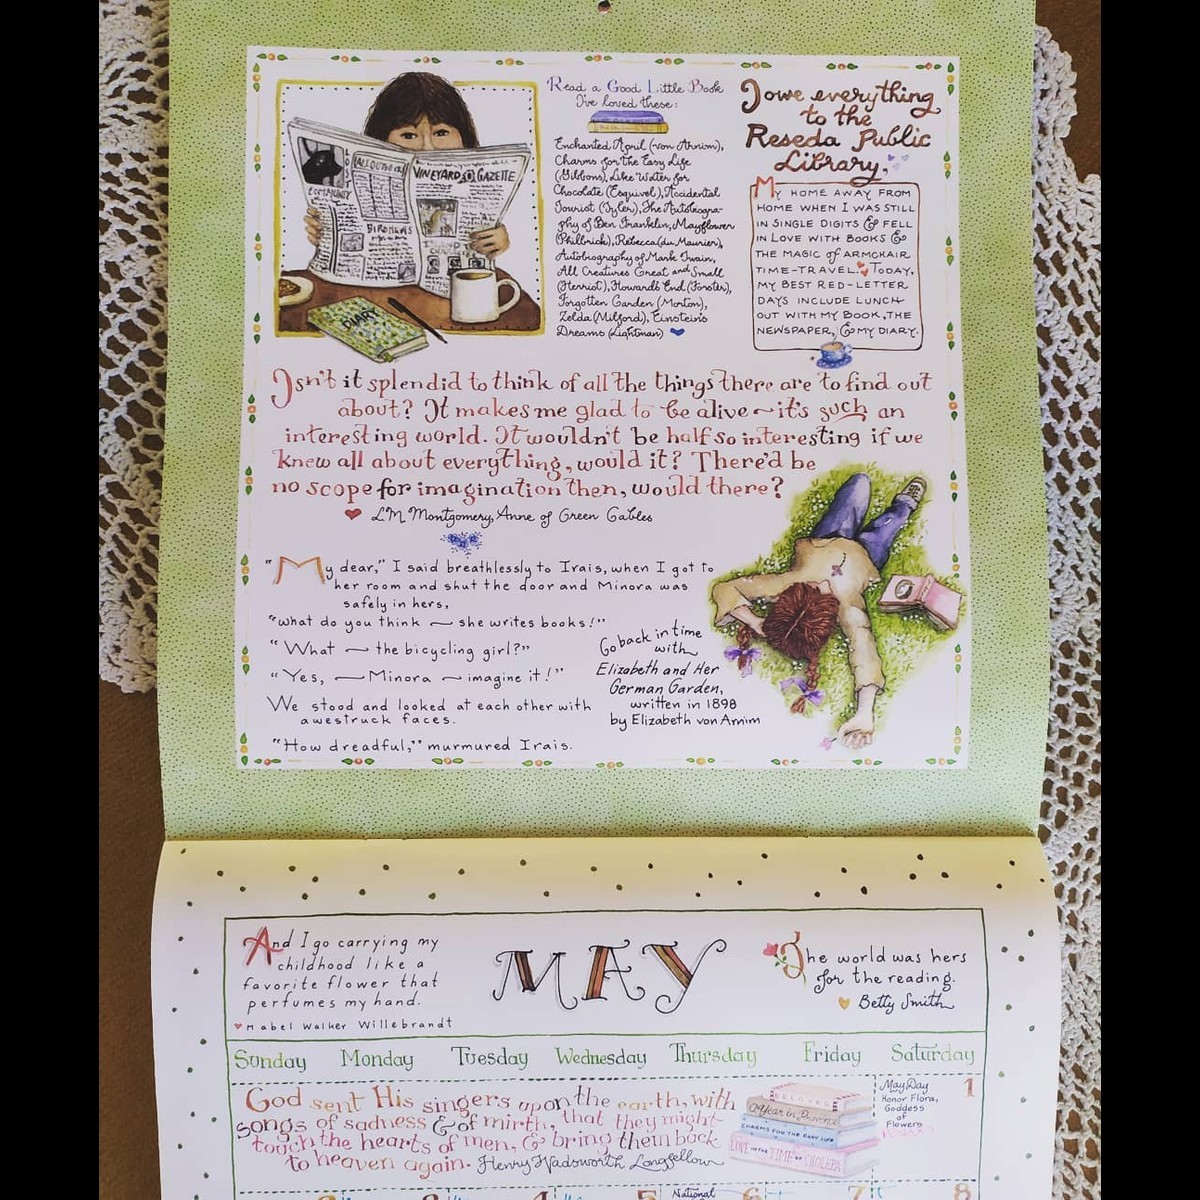 COMMUNITY
VINEYARD GAZETTE
BIRD NEWS
DIARY
Read a Good Little Book
I've loved these:
Enchanted April (von Arnim),
Charms for the Easy Life
(Gibbons), Like Water for
Chocolate (Esquivel), Accidental
Tourist (Tyler), The Autobiogra-
phy of Ben Franklin, Mayflower
(Philbrick), Rebecca (du Maurier),
Autobiography of Mark Twain,
All Creatures Great and Small
(Herriot), Howards End (Forster),
Forgotten Garden (Morton),
Zelda (Milford), Einstein's
Dreams (Lightman)
I owe everything
to the
Reseda Public
Library,
MY HOME AWAY FROM
HOME WHEN I WAS STILL
IN SINGLE DIGITS & FELL
IN LOVE WITH BOOKS &
THE MAGIC of ARMCHAIR
TIME-TRAVEL. TODAY,
MY BEST RED-LETTER
DAYS INCLUDE LUNCH
OUT WITH MY BOOK, THE
NEWSPAPER, & MY DIARY.
Isn't it splendid to think of all the things there are to find out
about? It makes me glad to be alive ~ it's such an
interesting world. It wouldn't be half so interesting if we
knew all about everything, would it? There'd be
no scope for imagination then, would there?
L M Montgomery, Anne of Green Gables
"My dear," I said breathlessly to Irais, when I got to
her room and shut the door and Minora was
safely in hers,
"what do you think ~ she writes books!"
"What ~ the bicycling girl?"
"Yes, ~ Minora ~ imagine it!"
We stood and looked at each other with
awestruck faces.
"How dreadful," murmured Irais.
Go back in time
with
Elizabeth and Her
German Garden,
written in 1898
by Elizabeth von Arnim
And I go carrying my
childhood like a
favorite flower that
perfumes my hand.
Mabel Walker Willebrandt
MAY
The world was hers
for the reading.
Betty Smith
Sunday Monday Tuesday Wednesday Thursday Friday Saturday
God sent His singers upon the earth, with
songs of sadness & of mirth, that they might
touch the hearts of men, & bring them back
to heaven again. Henry Wadsworth Longfellow
BELOVED
A Year in Provence
CHARMS FOR THE EASY LIFE
LOVE IN THE TIME OF CHOLERA
May Day 1
Honor Flora,
Goddess
of
Flowers
2 3 4 5 National 6 7 8